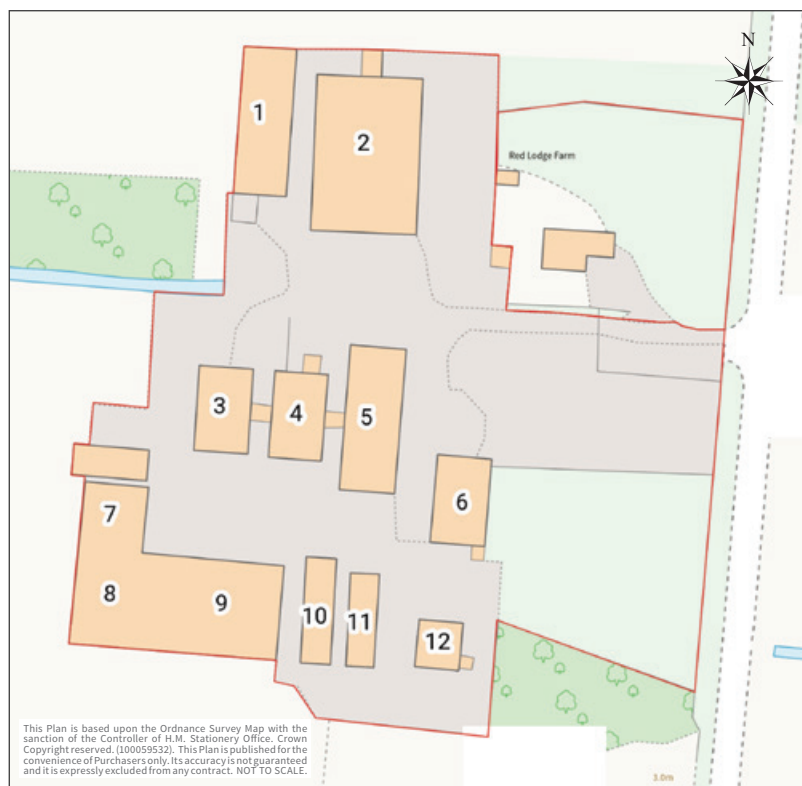 N
1
2
Red Lodge Farm
3
4
5
6
7
8
9
10
11
12
This Plan is based upon the Ordnance Survey Map with the
sanction of the Controller of H.M. Stationery Office. Crown
Copyright reserved. (100059532). This Plan is published for the
convenience of Purchasers only. Its accuracy is not guaranteed
and it is expressly excluded from any contract. NOT TO SCALE.
3.0m